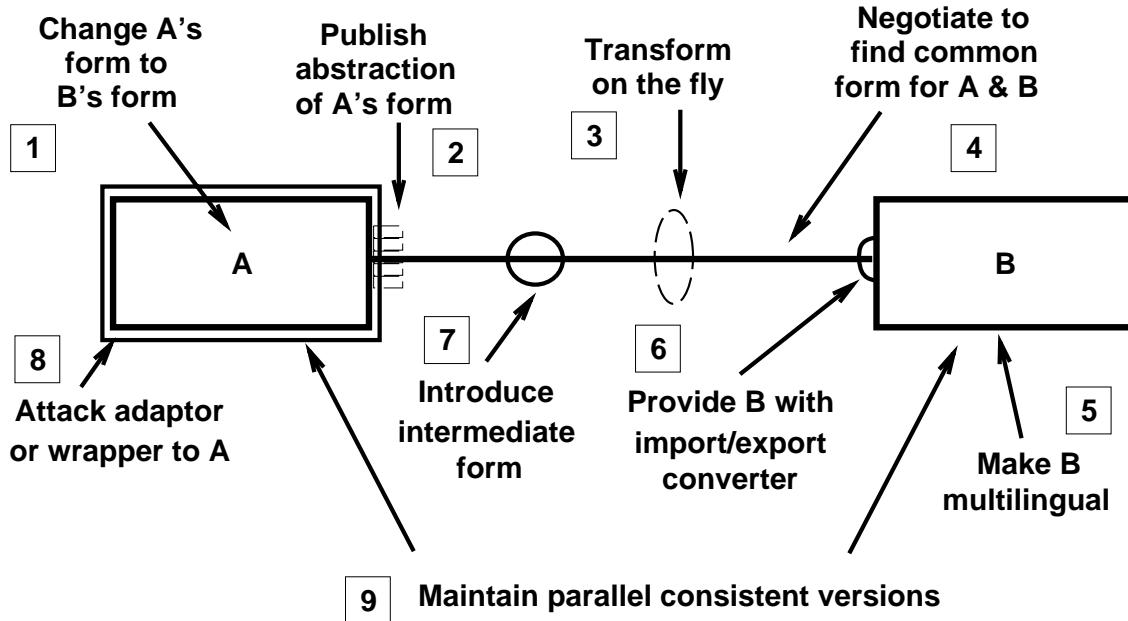 Change A's
form to
B's form
1
Publish
abstraction
of A's form
2
Transform
on the fly
3
Negotiate to
find common
form for A & B
4
A
B
8
Attack adaptor
or wrapper to A
7
Introduce
intermediate
form
6
Provide B with
import/export
converter
5
Make B
multilingual
9
Maintain parallel consistent versions